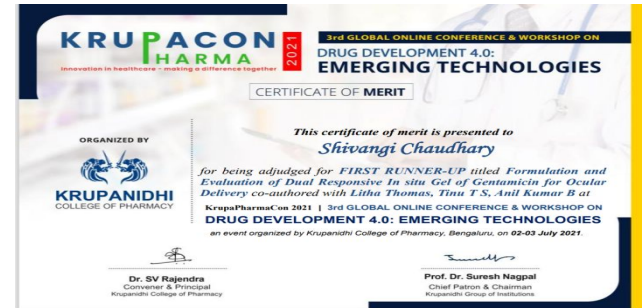 KRUPACON
PHARMA
2021
Innovation in healthcare - making a difference together
3rd GLOBAL ONLINE CONFERENCE & WORKSHOP ON
DRUG DEVELOPMENT 4.0:
EMERGING TECHNOLOGIES
CERTIFICATE OF MERIT
ORGANIZED BY
KRUPANIDHI
COLLEGE OF PHARMACY
This certificate of merit is presented to
Shivangi Chaudhary
for being adjudged for FIRST RUNNER-UP titled Formulation and
Evaluation of Dual Responsive In situ Gel of Gentamicin for Ocular
Delivery co-authored with Litha Thomas, Tinu T S, Anil Kumar B at
KrupaPharmaCon 2021 | 3rd GLOBAL ONLINE CONFERENCE & WORKSHOP ON
DRUG DEVELOPMENT 4.0: EMERGING TECHNOLOGIES
an event organized by Krupanidhi College of Pharmacy, Bengaluru, on 02-03 July 2021.
Dr. SV Rajendra
Convener & Principal
Krupanidhi College of Pharmacy
Prof. Dr. Suresh Nagpal
Chief Patron & Chairman
Krupanidhi Group of Institutions